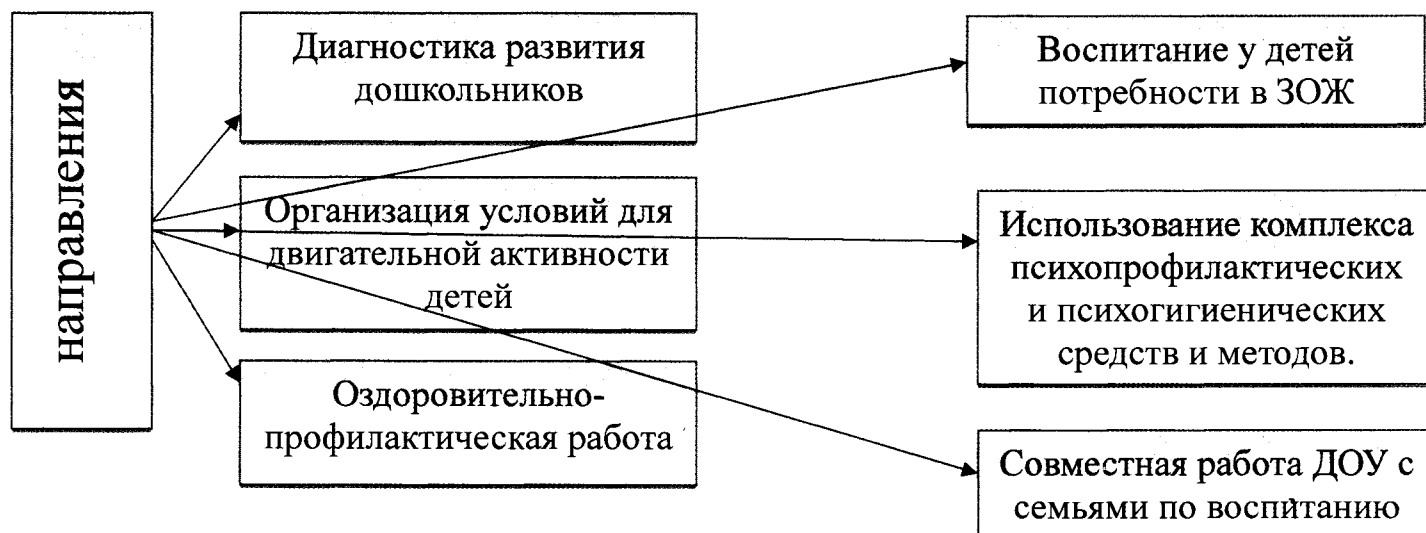 направления
Диагностика развития
дошкольников
Организация условий для
двигательной активности
детей
Оздоровительно-
профилактическая работа
Воспитание у детей
потребности в ЗОЖ
Использование комплекса
психопрофилактических
и психогигиенических
средств и методов.
Совместная работа ДОУ с
семьями по воспитанию